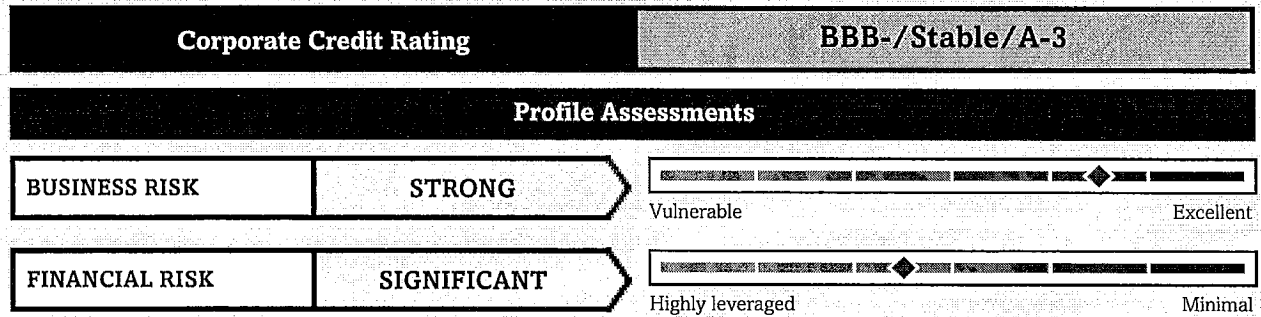 Corporate Credit Rating BBB-/Stable/A-3
Profile Assessments
BUSINESS RISK STRONG
Vulnerable Excellent
FINANCIAL RISK SIGNIFICANT
Highly leveraged Minimal